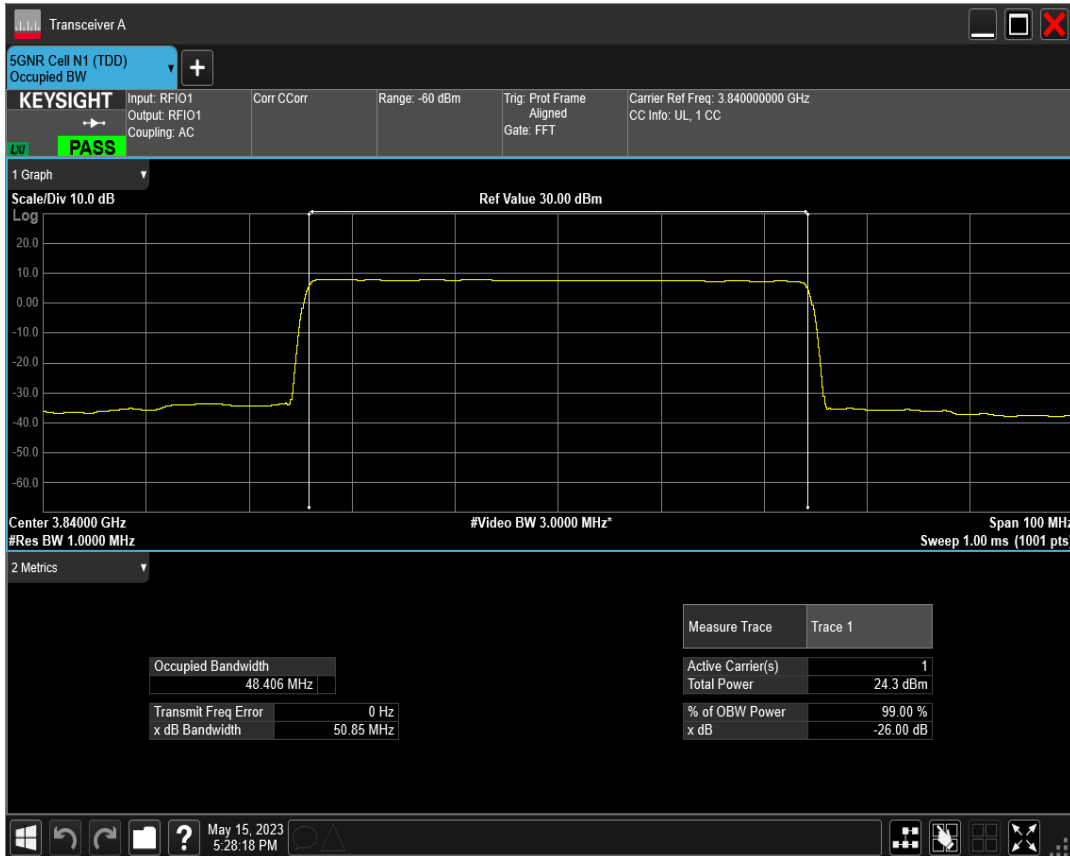 Transceiver A
5GNR Cell N1 (TDD)
Occupied BW
+
KEYSIGHT
LXI
PASS
Input: RFIO1
Output: RFIO1
Coupling: AC
Corr CCorr
Range: -60 dBm
Trig: Prot Frame
Aligned
Gate: FFT
Carrier Ref Freq: 3.840000000 GHz
CC Info: UL, 1 CC
1 Graph
Scale/Div 10.0 dB
Ref Value 30.00 dBm
Log
20.0
10.0
0.00
-10.0
-20.0
-30.0
-40.0
-50.0
-60.0
Center 3.84000 GHz
#Video BW 3.0000 MHz*
Span 100 MHz
#Res BW 1.0000 MHz
Sweep 1.00 ms (1001 pts)
2 Metrics
Measure Trace Trace 1
Occupied Bandwidth
48.406 MHz
Active Carrier(s) 1
Total Power 24.3 dBm
Transmit Freq Error 0 Hz
x dB Bandwidth 50.85 MHz
% of OBW Power 99.00 %
x dB -26.00 dB
?
May 15, 2023
5:28:18 PM